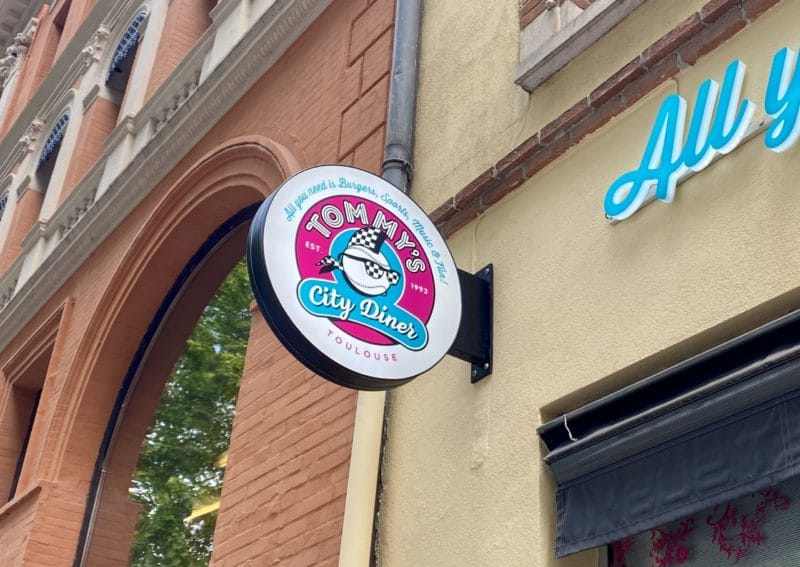 All you need is Burgers, Sports, Music & Fun!
TOMMY'S
EST. 1993
City Diner
TOULOUSE
All y